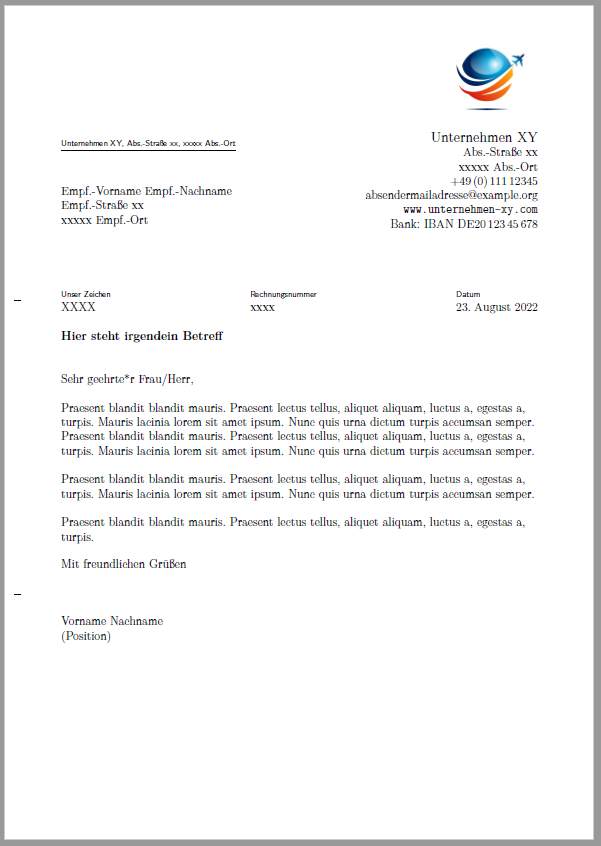 Unternehmen XY, Abs.-Straße xx, xxxxx Abs.-Ort
Unternehmen XY
Abs.-Straße xx
xxxxx Abs.-Ort
+49 (0) 111 12345
absendermailadresse@example.org
www.unternehmen-xy.com
Bank: IBAN DE20 123 45 678
Empf.-Vorname Empf.-Nachname
Empf.-Straße xx
xxxxx Empf.-Ort
Unser Zeichen Rechnungsnummer Datum
XXXX xxxx 23. August 2022
Hier steht irgendein Betreff
Sehr geehrte*r Frau/Herr,
Praesent blandit blandit mauris. Praesent lectus tellus, aliquet aliquam, luctus a, egestas a,
turpis. Mauris lacinia lorem sit amet ipsum. Nunc quis urna dictum turpis accumsan semper.
Praesent blandit blandit mauris. Praesent lectus tellus, aliquet aliquam, luctus a, egestas a,
turpis. Mauris lacinia lorem sit amet ipsum. Nunc quis urna dictum turpis accumsan semper.
Praesent blandit blandit mauris. Praesent lectus tellus, aliquet aliquam, luctus a, egestas a,
turpis. Mauris lacinia lorem sit amet ipsum. Nunc quis urna dictum turpis accumsan semper.
Praesent blandit blandit mauris. Praesent lectus tellus, aliquet aliquam, luctus a, egestas a,
turpis.
Mit freundlichen Grüßen
Vorname Nachname
(Position)